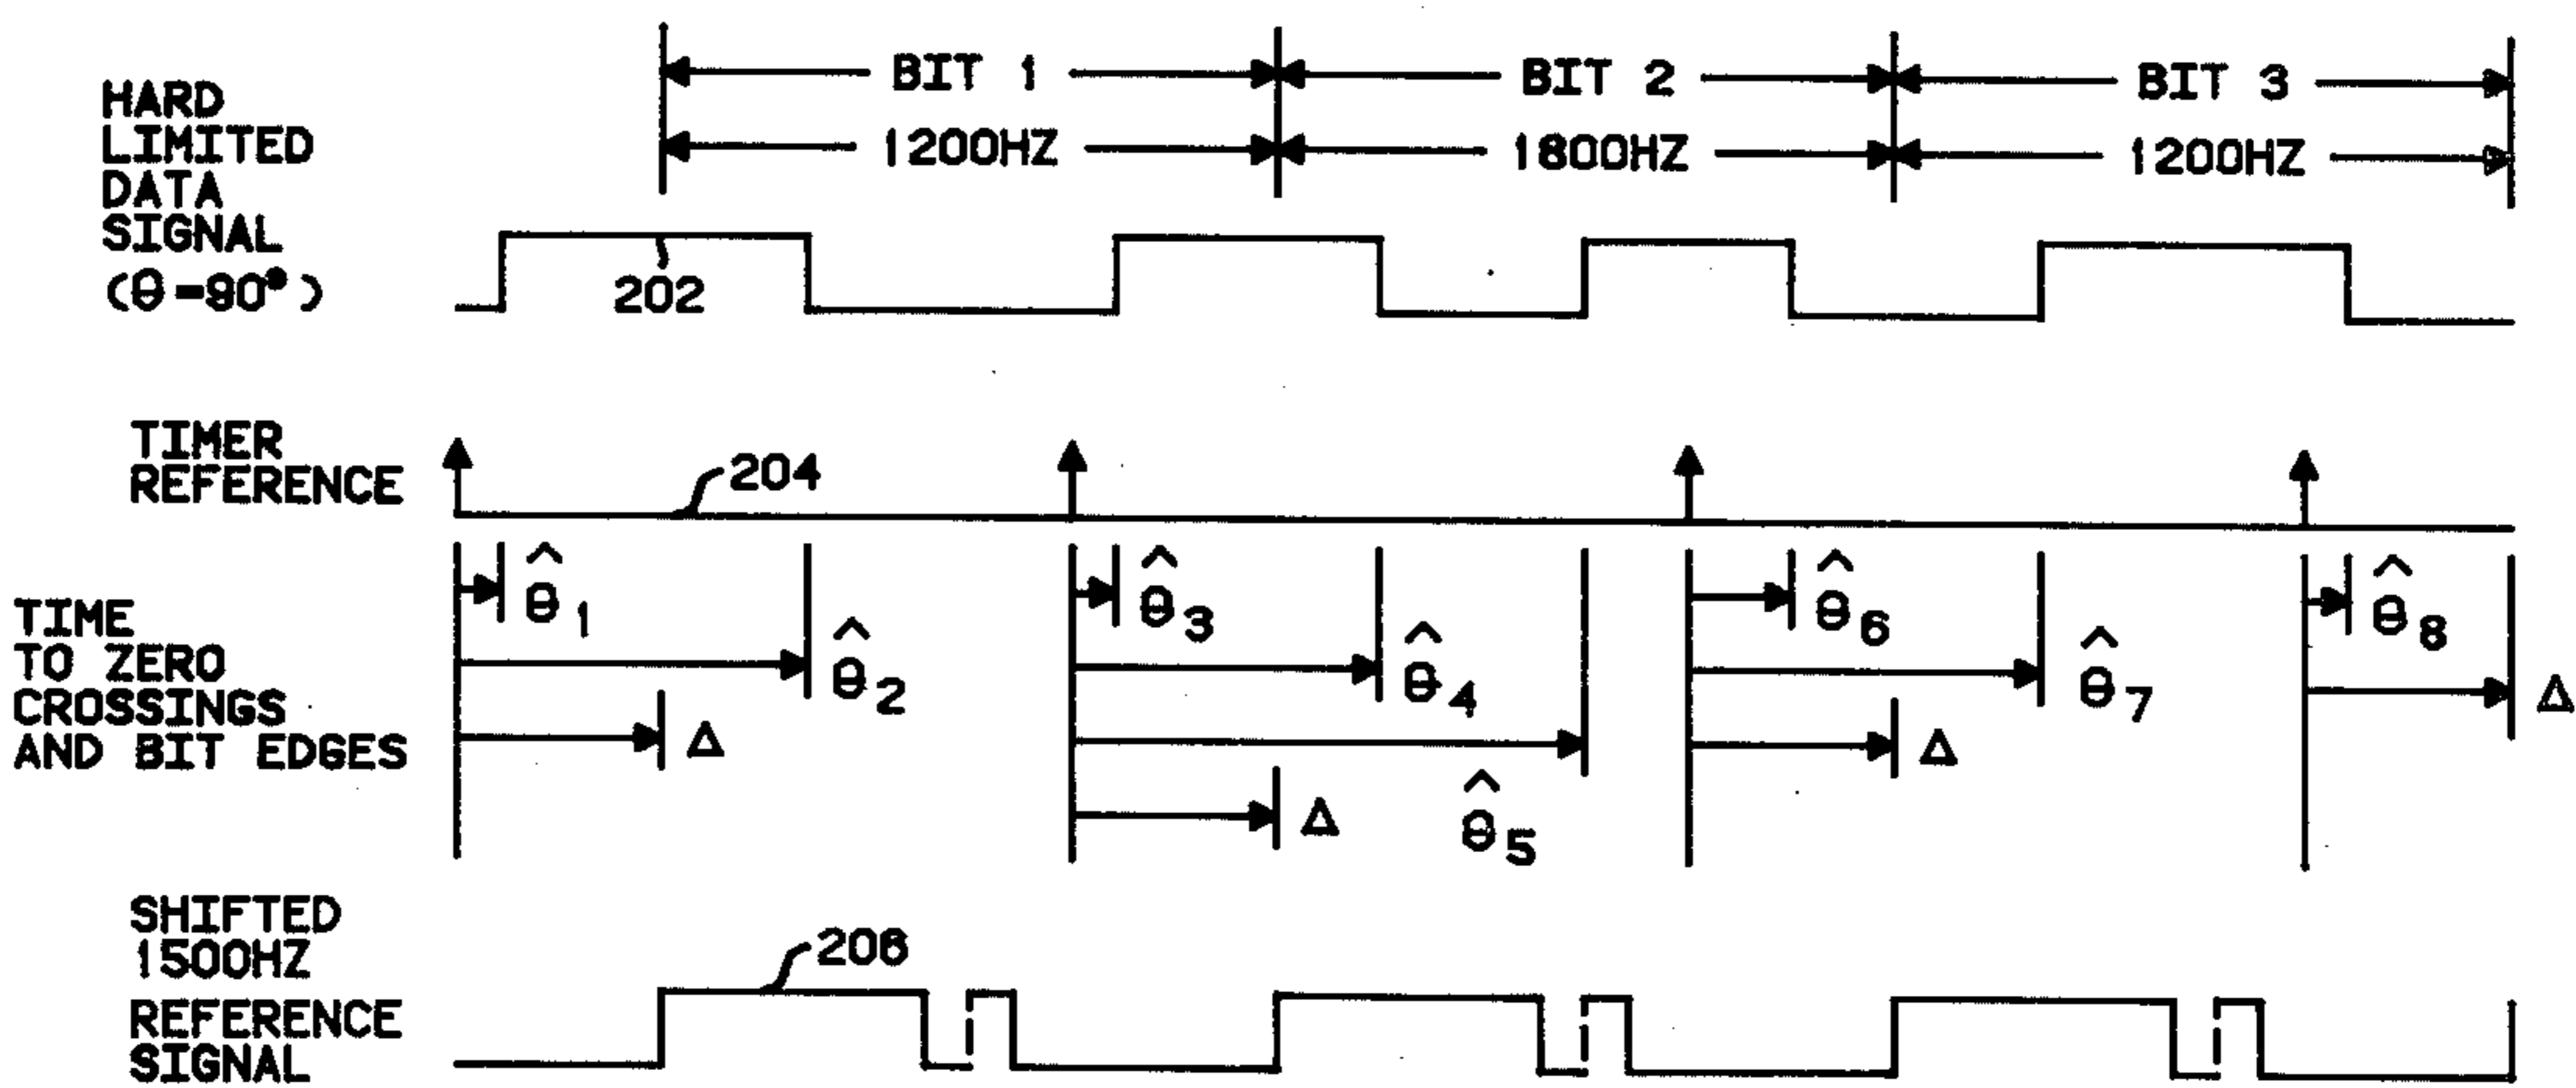 BIT 1
BIT 2
BIT 3
1200HZ
1800HZ
1200HZ
HARD
LIMITED
DATA
SIGNAL
(θ=90°)
202
TIMER
REFERENCE
204
TIME
TO ZERO
CROSSINGS
AND BIT EDGES
θ̂1
θ̂2
Δ
θ̂3
θ̂4
θ̂5
Δ
θ̂6
θ̂7
Δ
θ̂8
Δ
SHIFTED
1500HZ
REFERENCE
SIGNAL
206